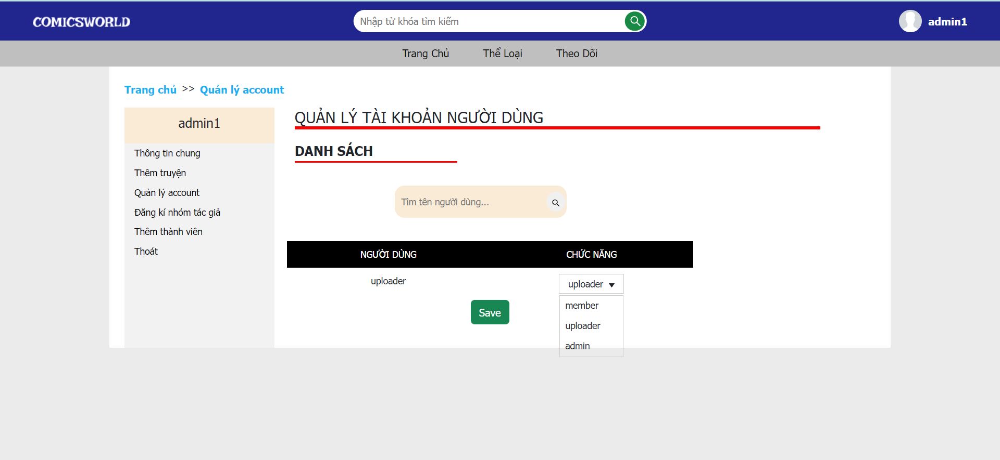 COMICSWORLD
Nhập từ khóa tìm kiếm
admin1
Trang Chủ Thể Loại Theo Dõi
Trang chủ >> Quản lý account
admin1
Thông tin chung
Thêm truyện
Quản lý account
Đăng kí nhóm tác giả
Thêm thành viên
Thoát
QUẢN LÝ TÀI KHOẢN NGƯỜI DÙNG
DANH SÁCH
Tìm tên người dùng...
NGƯỜI DÙNG CHỨC NĂNG
uploader uploader
member
uploader
admin
Save